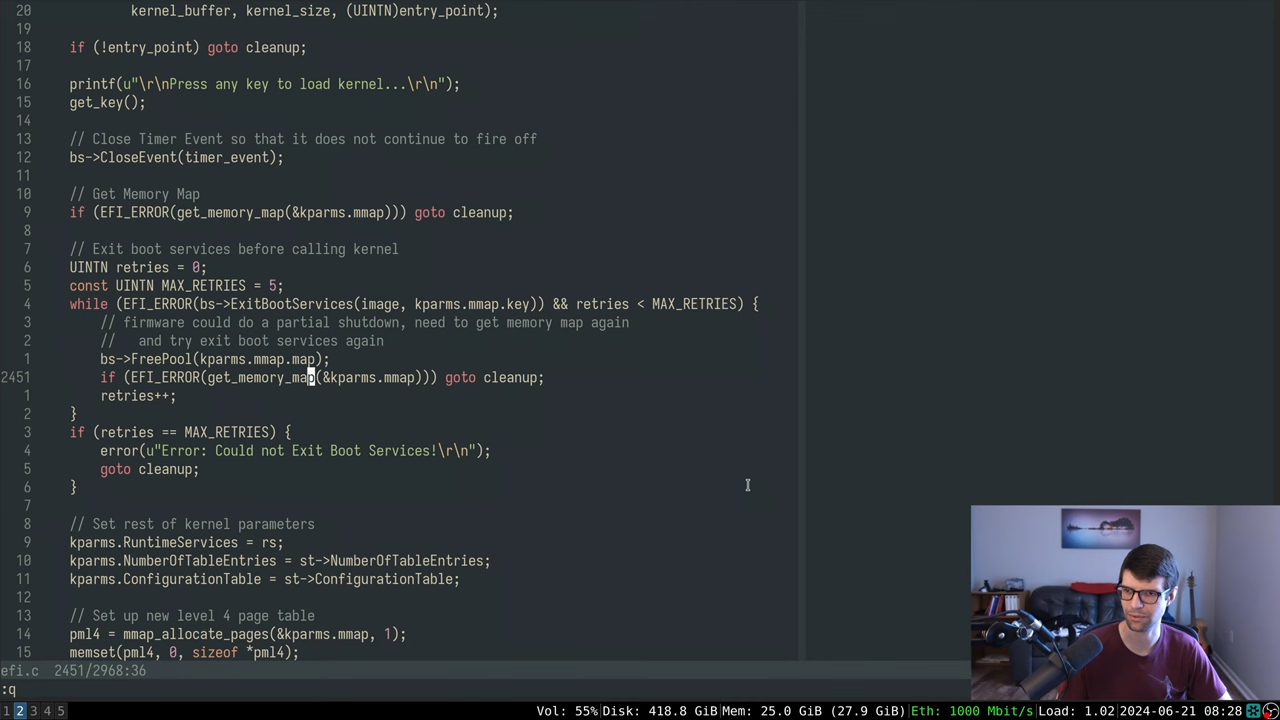 20             kernel_buffer, kernel_size, (UINTN)entry_point);
19
18     if (!entry_point) goto cleanup;
17
16     printf(u"\r\nPress any key to load kernel...\r\n");
15     get_key();
14
13     // Close Timer Event so that it does not continue to fire off
12     bs->CloseEvent(timer_event);
11
10     // Get Memory Map
9     if (EFI_ERROR(get_memory_map(&kparms.mmap))) goto cleanup;
8
7     // Exit boot services before calling kernel
6     UINTN retries = 0;
5     const UINTN MAX_RETRIES = 5;
4     while (EFI_ERROR(bs->ExitBootServices(image, kparms.mmap.key)) && retries < MAX_RETRIES) {
3         // firmware could do a partial shutdown, need to get memory map again
2         //   and try exit boot services again
1         bs->FreePool(kparms.mmap.map);
2451         if (EFI_ERROR(get_memory_map(&kparms.mmap))) goto cleanup;
1         retries++;
2     }
3     if (retries == MAX_RETRIES) {
4         error(u"Error: Could not Exit Boot Services!\r\n");
5         goto cleanup;
6     }
7
8     // Set rest of kernel parameters
9     kparms.RuntimeServices = rs;
10     kparms.NumberOfTableEntries = st->NumberOfTableEntries;
11     kparms.ConfigurationTable = st->ConfigurationTable;
12
13     // Set up new level 4 page table
14     pml4 = mmap_allocate_pages(&kparms.mmap, 1);
15     memset(pml4, 0, sizeof *pml4);
efi.c  2451/2968:36
:q
1 2 3 4 5 Vol: 55%|Disk: 418.8 GiB|Mem: 25.0 GiB (27.9 GiB)|Eth: 1000 Mbit/s|Load: 1.02|2024-06-21 08:28